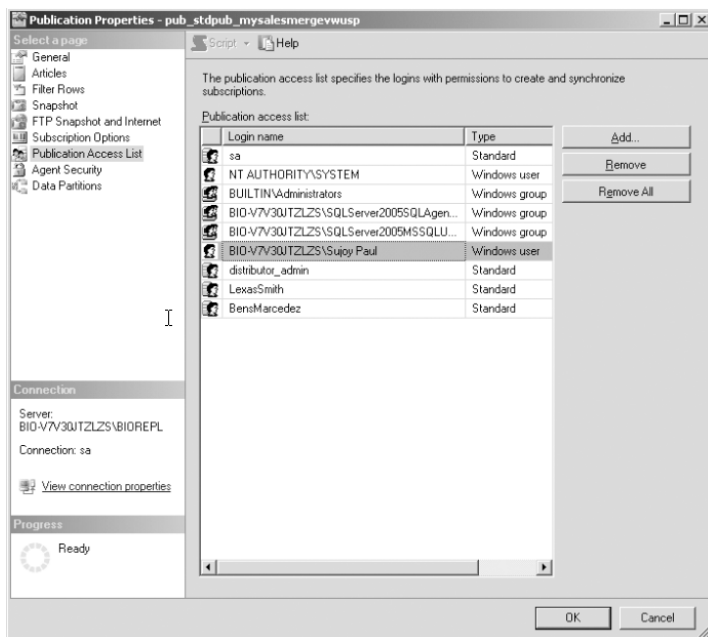 Publication Properties - pub_stdpub_mysalesmergevwusp
Select a page
General
Articles
Filter Rows
Snapshot
FTP Snapshot and Internet
Subscription Options
Publication Access List
Agent Security
Data Partitions
Script
Help
The publication access list specifies the logins with permissions to create and synchronize
subscriptions.
Publication access list:
Login name Type
sa Standard
NT AUTHORITY\SYSTEM Windows user
BUILTIN\Administrators Windows group
BIO-V7V30JTZLZS\SQLServer2005SQLAgen... Windows group
BIO-V7V30JTZLZS\SQLServer2005MSSQLU... Windows group
BIO-V7V30JTZLZS\Sujoy Paul Windows user
distributor_admin Standard
LexasSmith Standard
BensMarcedez Standard
Add...
Remove
Remove All
Connection
Server:
BIO-V7V30JTZLZS\BIOREPL
Connection: sa
View connection properties
Progress
Ready
OK
Cancel